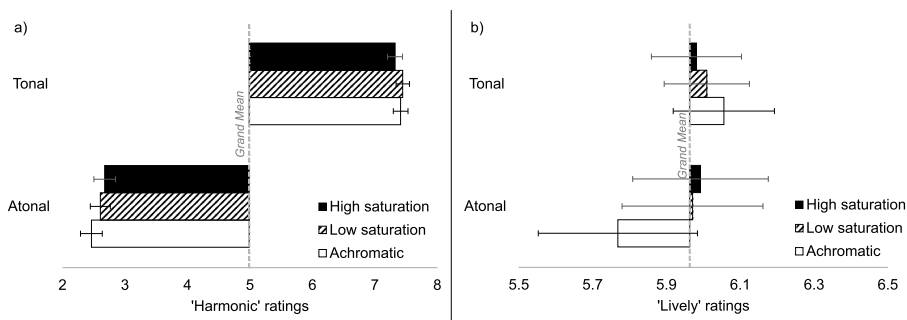 a)
Tonal
Grand Mean
Atonal
High saturation
Low saturation
Achromatic
2 3 4 5 6 7 8
'Harmonic' ratings
b)
Tonal
Grand Mean
Atonal
High saturation
Low saturation
Achromatic
5.5 5.7 5.9 6.1 6.3 6.5
'Lively' ratings